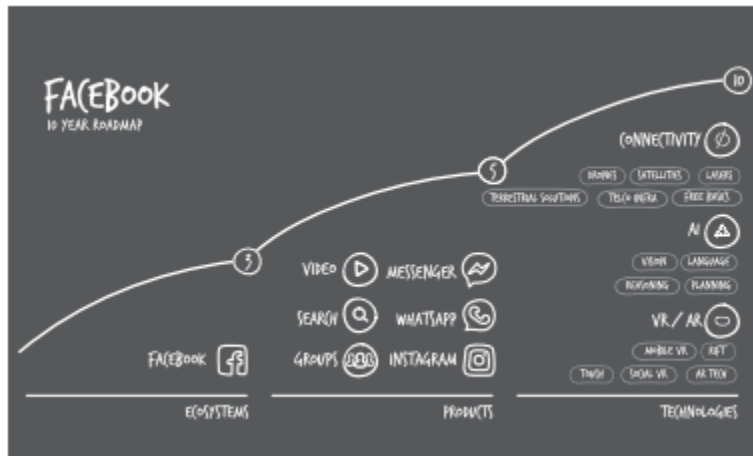 FACEBOOK
10 YEAR ROADMAP
10
CONNECTIVITY
DRONES SATELLITES LASERS
TERRESTRIAL SOLUTIONS TELCO INFRA FREE BASICS
5
AI
VISION LANGUAGE
REASONING PLANNING
3
VIDEO MESSENGER
SEARCH WHATSAPP
GROUPS INSTAGRAM
VR/AR
MOBILE VR RIFT
TOUCH SOCIAL VR AR TECH
FACEBOOK
ECOSYSTEMS
PRODUCTS
TECHNOLOGIES